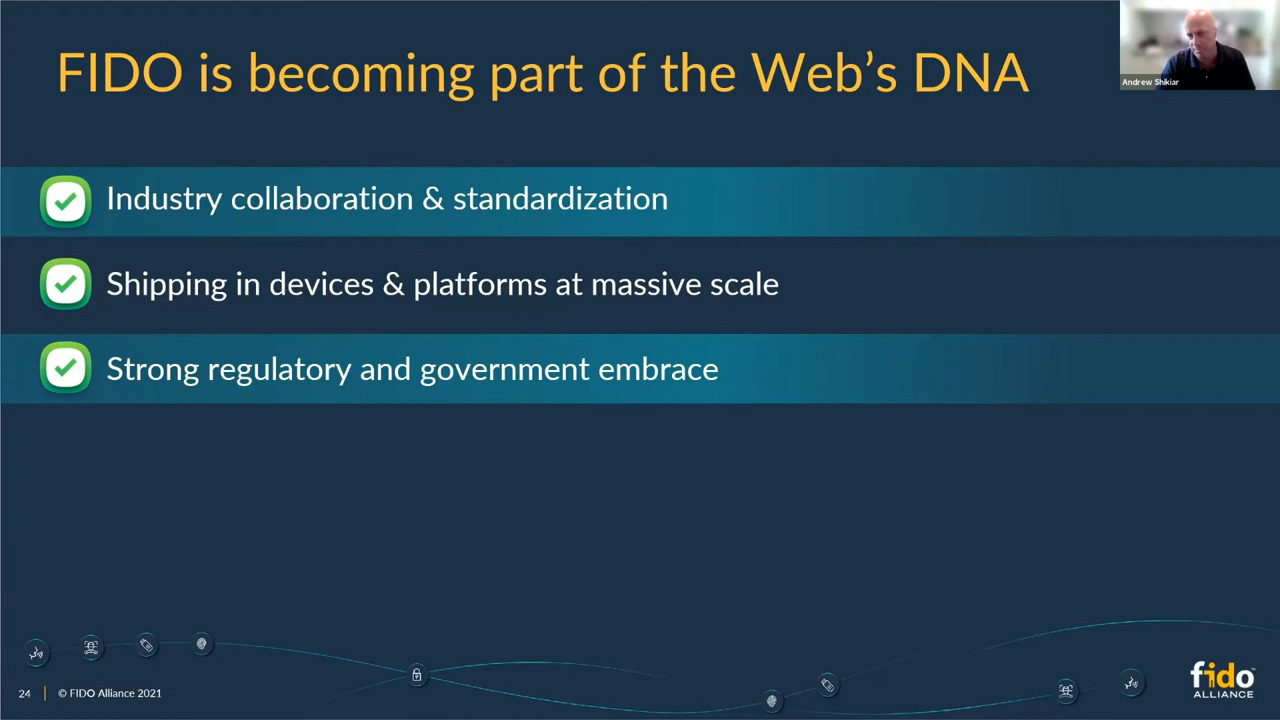 FIDO is becoming part of the Web’s DNA
Andrew Shikiar
Industry collaboration & standardization
Shipping in devices & platforms at massive scale
Strong regulatory and government embrace
24
© FIDO Alliance 2021
fido
ALLIANCE